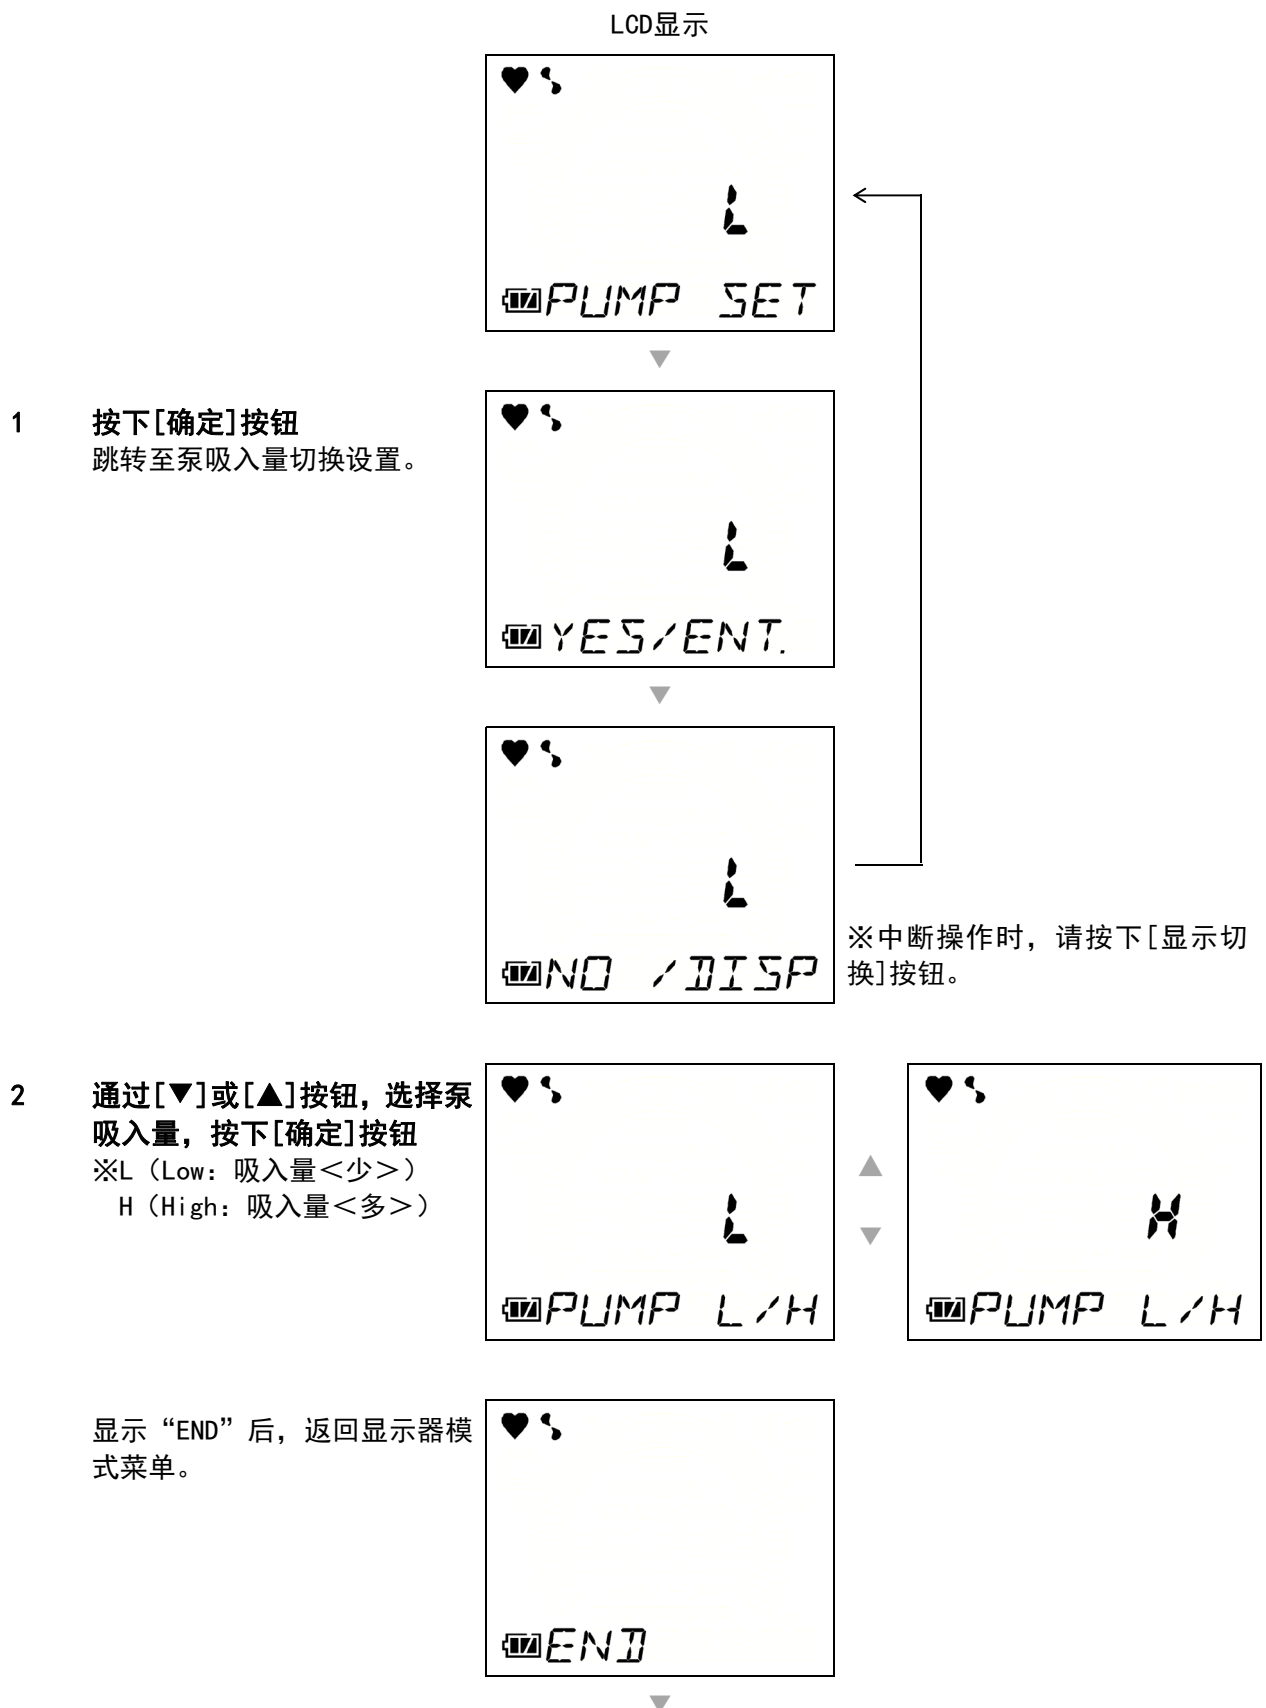 LCD显示
L
PUMP SET
1 按下[确定]按钮
跳转至泵吸入量切换设置。
L
YES/ENT.
L
NO /DISP
※中断操作时，请按下[显示切
换]按钮。
2 通过[▼]或[▲]按钮，选择泵
吸入量，按下[确定]按钮
※L（Low：吸入量＜少＞）
H（High：吸入量＜多＞）
L
PUMP L/H
H
PUMP L/H
显示“END”后，返回显示器模
式菜单。
END